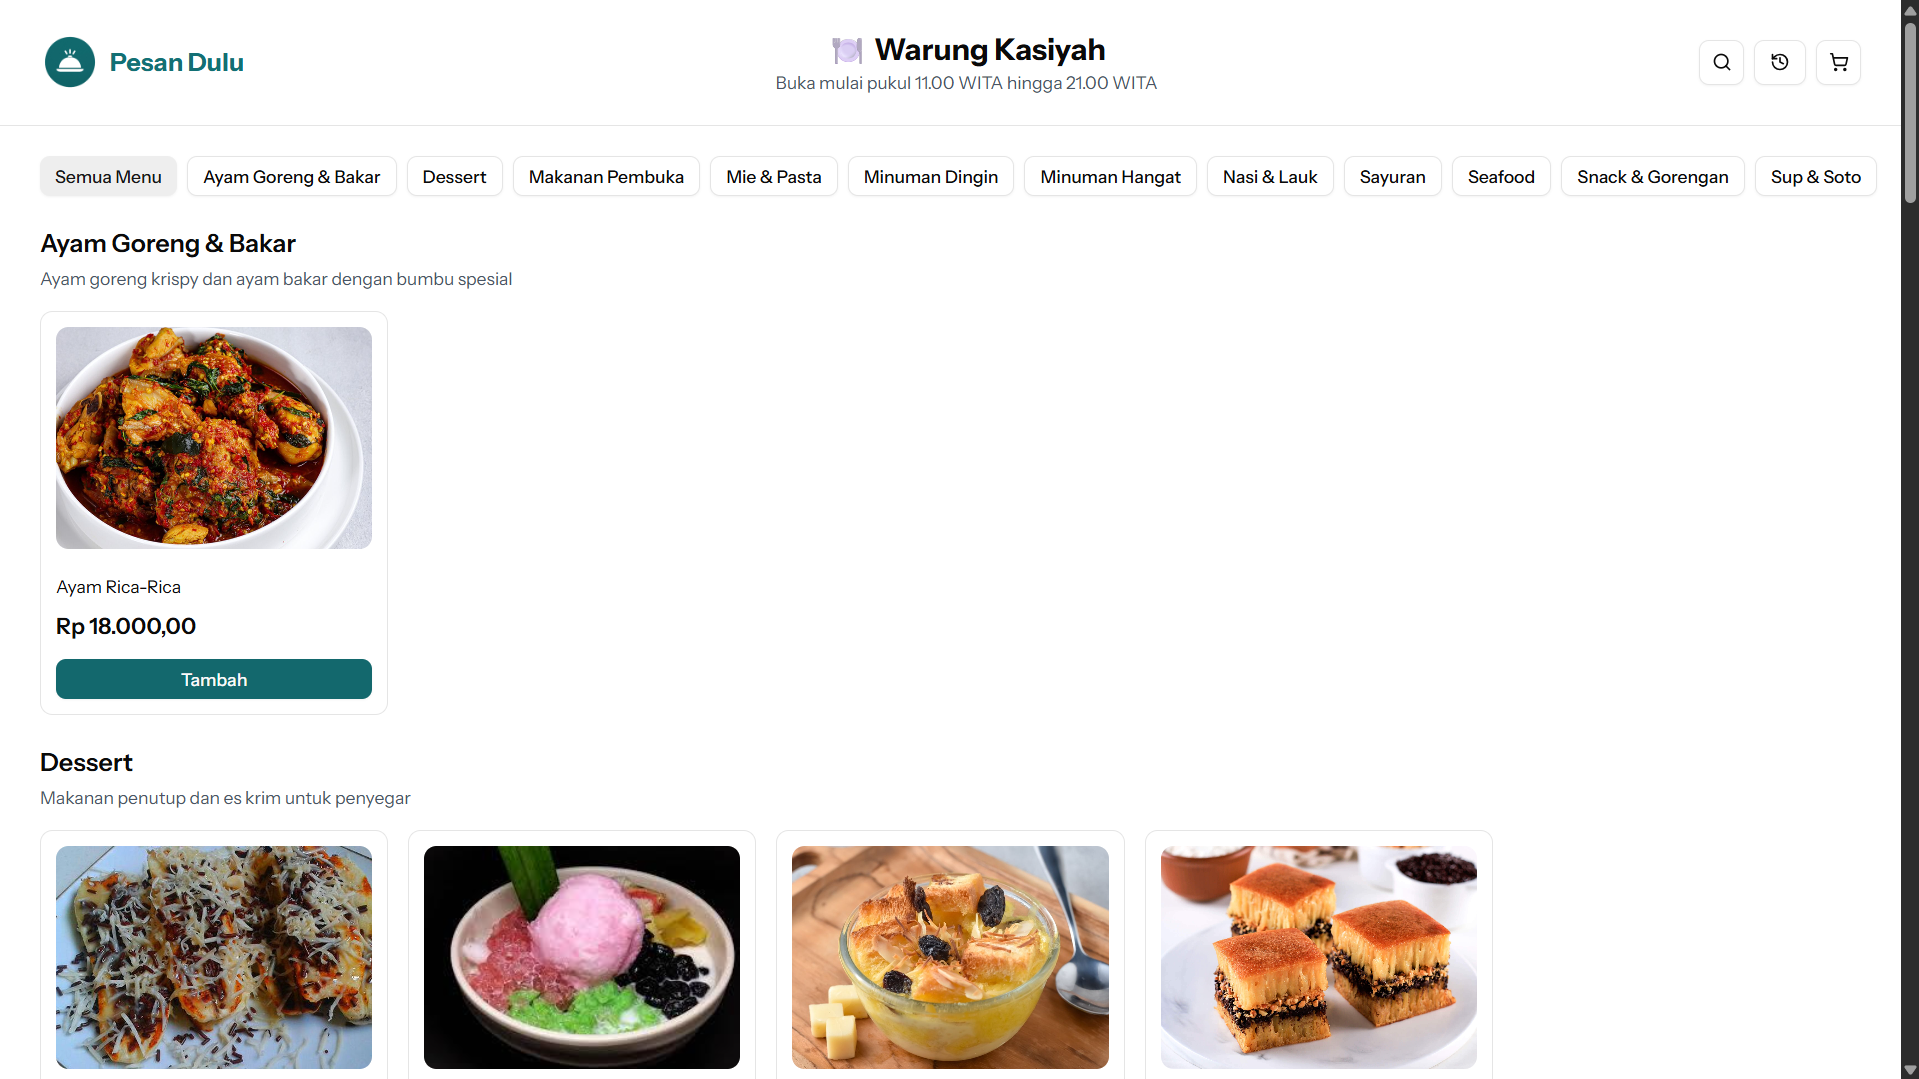 Pesan Dulu
Warung Kasiyah
Buka mulai pukul 11.00 WITA hingga 21.00 WITA
Semua Menu
Ayam Goreng & Bakar
Dessert
Makanan Pembuka
Mie & Pasta
Minuman Dingin
Minuman Hangat
Nasi & Lauk
Sayuran
Seafood
Snack & Gorengan
Sup & Soto
Ayam Goreng & Bakar
Ayam goreng krispy dan ayam bakar dengan bumbu spesial
Ayam Rica-Rica
Rp 18.000,00
Tambah
Dessert
Makanan penutup dan es krim untuk penyegar